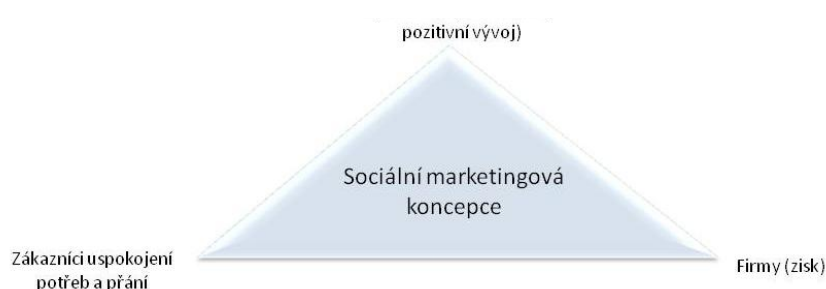 pozitivní vývoj)
Sociální marketingová
koncepce
Zákazníci uspokojení
potřeb a přání
Firmy (zisk)